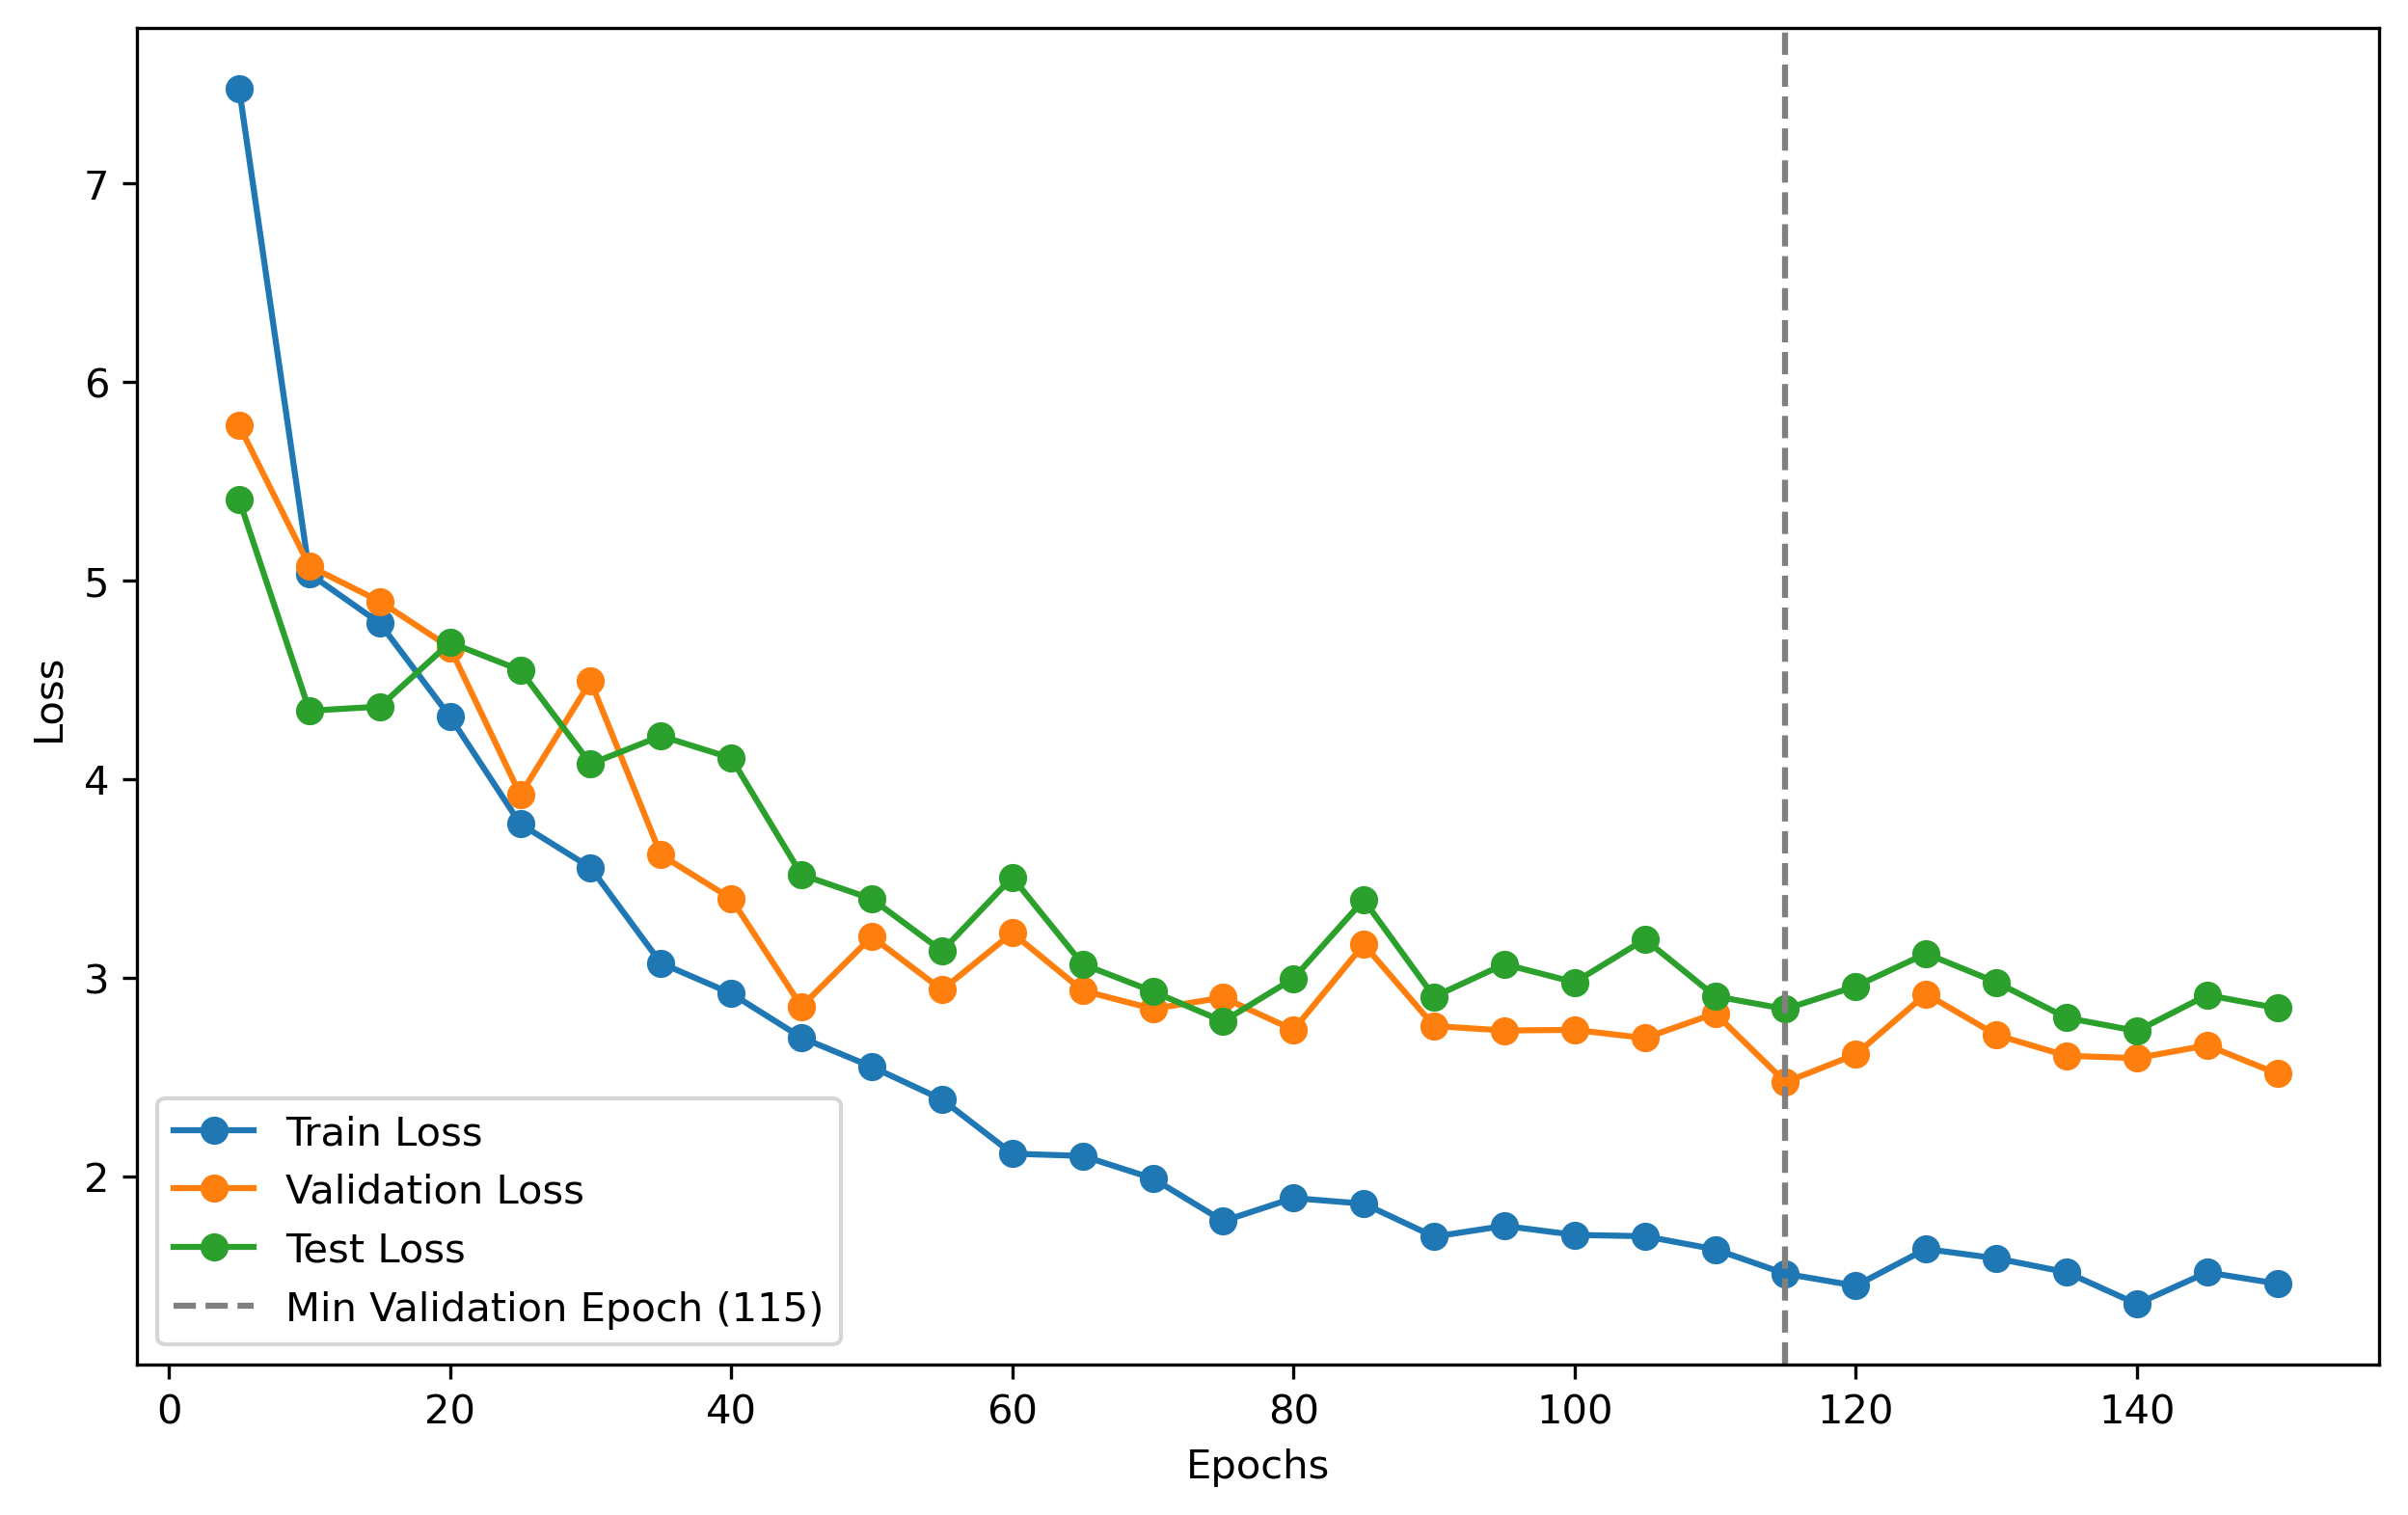 7
6
5
4
3
2
Loss
Train Loss
Validation Loss
Test Loss
Min Validation Epoch (115)
0 20 40 60 80 100 120 140
Epochs